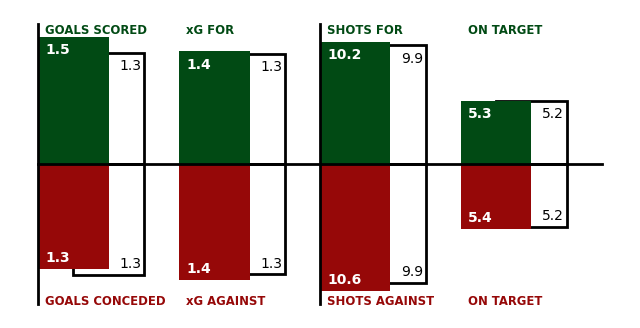 GOALS SCORED xG FOR SHOTS FOR ON TARGET
1.5 1.3 1.4 1.3 10.2 9.9 5.3 5.2
1.3 1.3 1.4 1.3 10.6 9.9 5.4 5.2
GOALS CONCEDED xG AGAINST SHOTS AGAINST ON TARGET